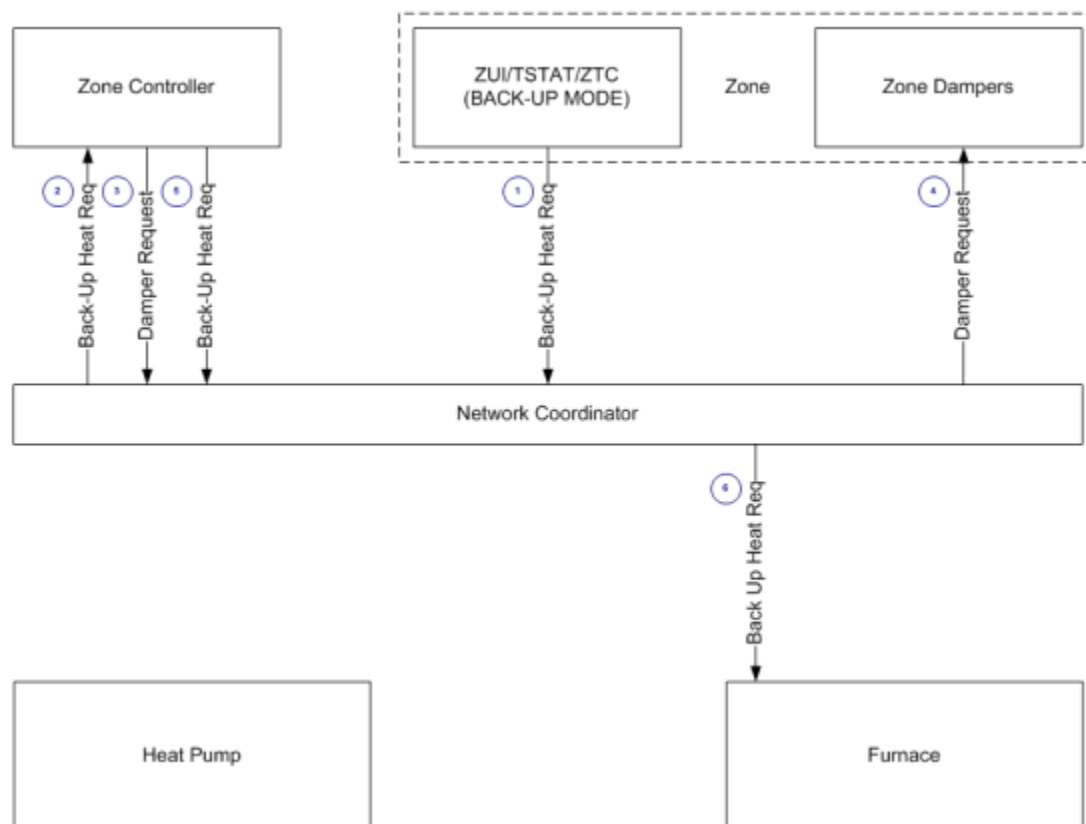 Zone Controller
ZUI/TSTAT/ZTC
(BACK-UP MODE)
Zone
Zone Dampers
2
Back-Up Heat Req
3
Damper Request
5
Back-Up Heat Req
1
Back-Up Heat Req
4
Damper Request
Network Coordinator
6
Back Up Heat Req
Heat Pump
Furnace